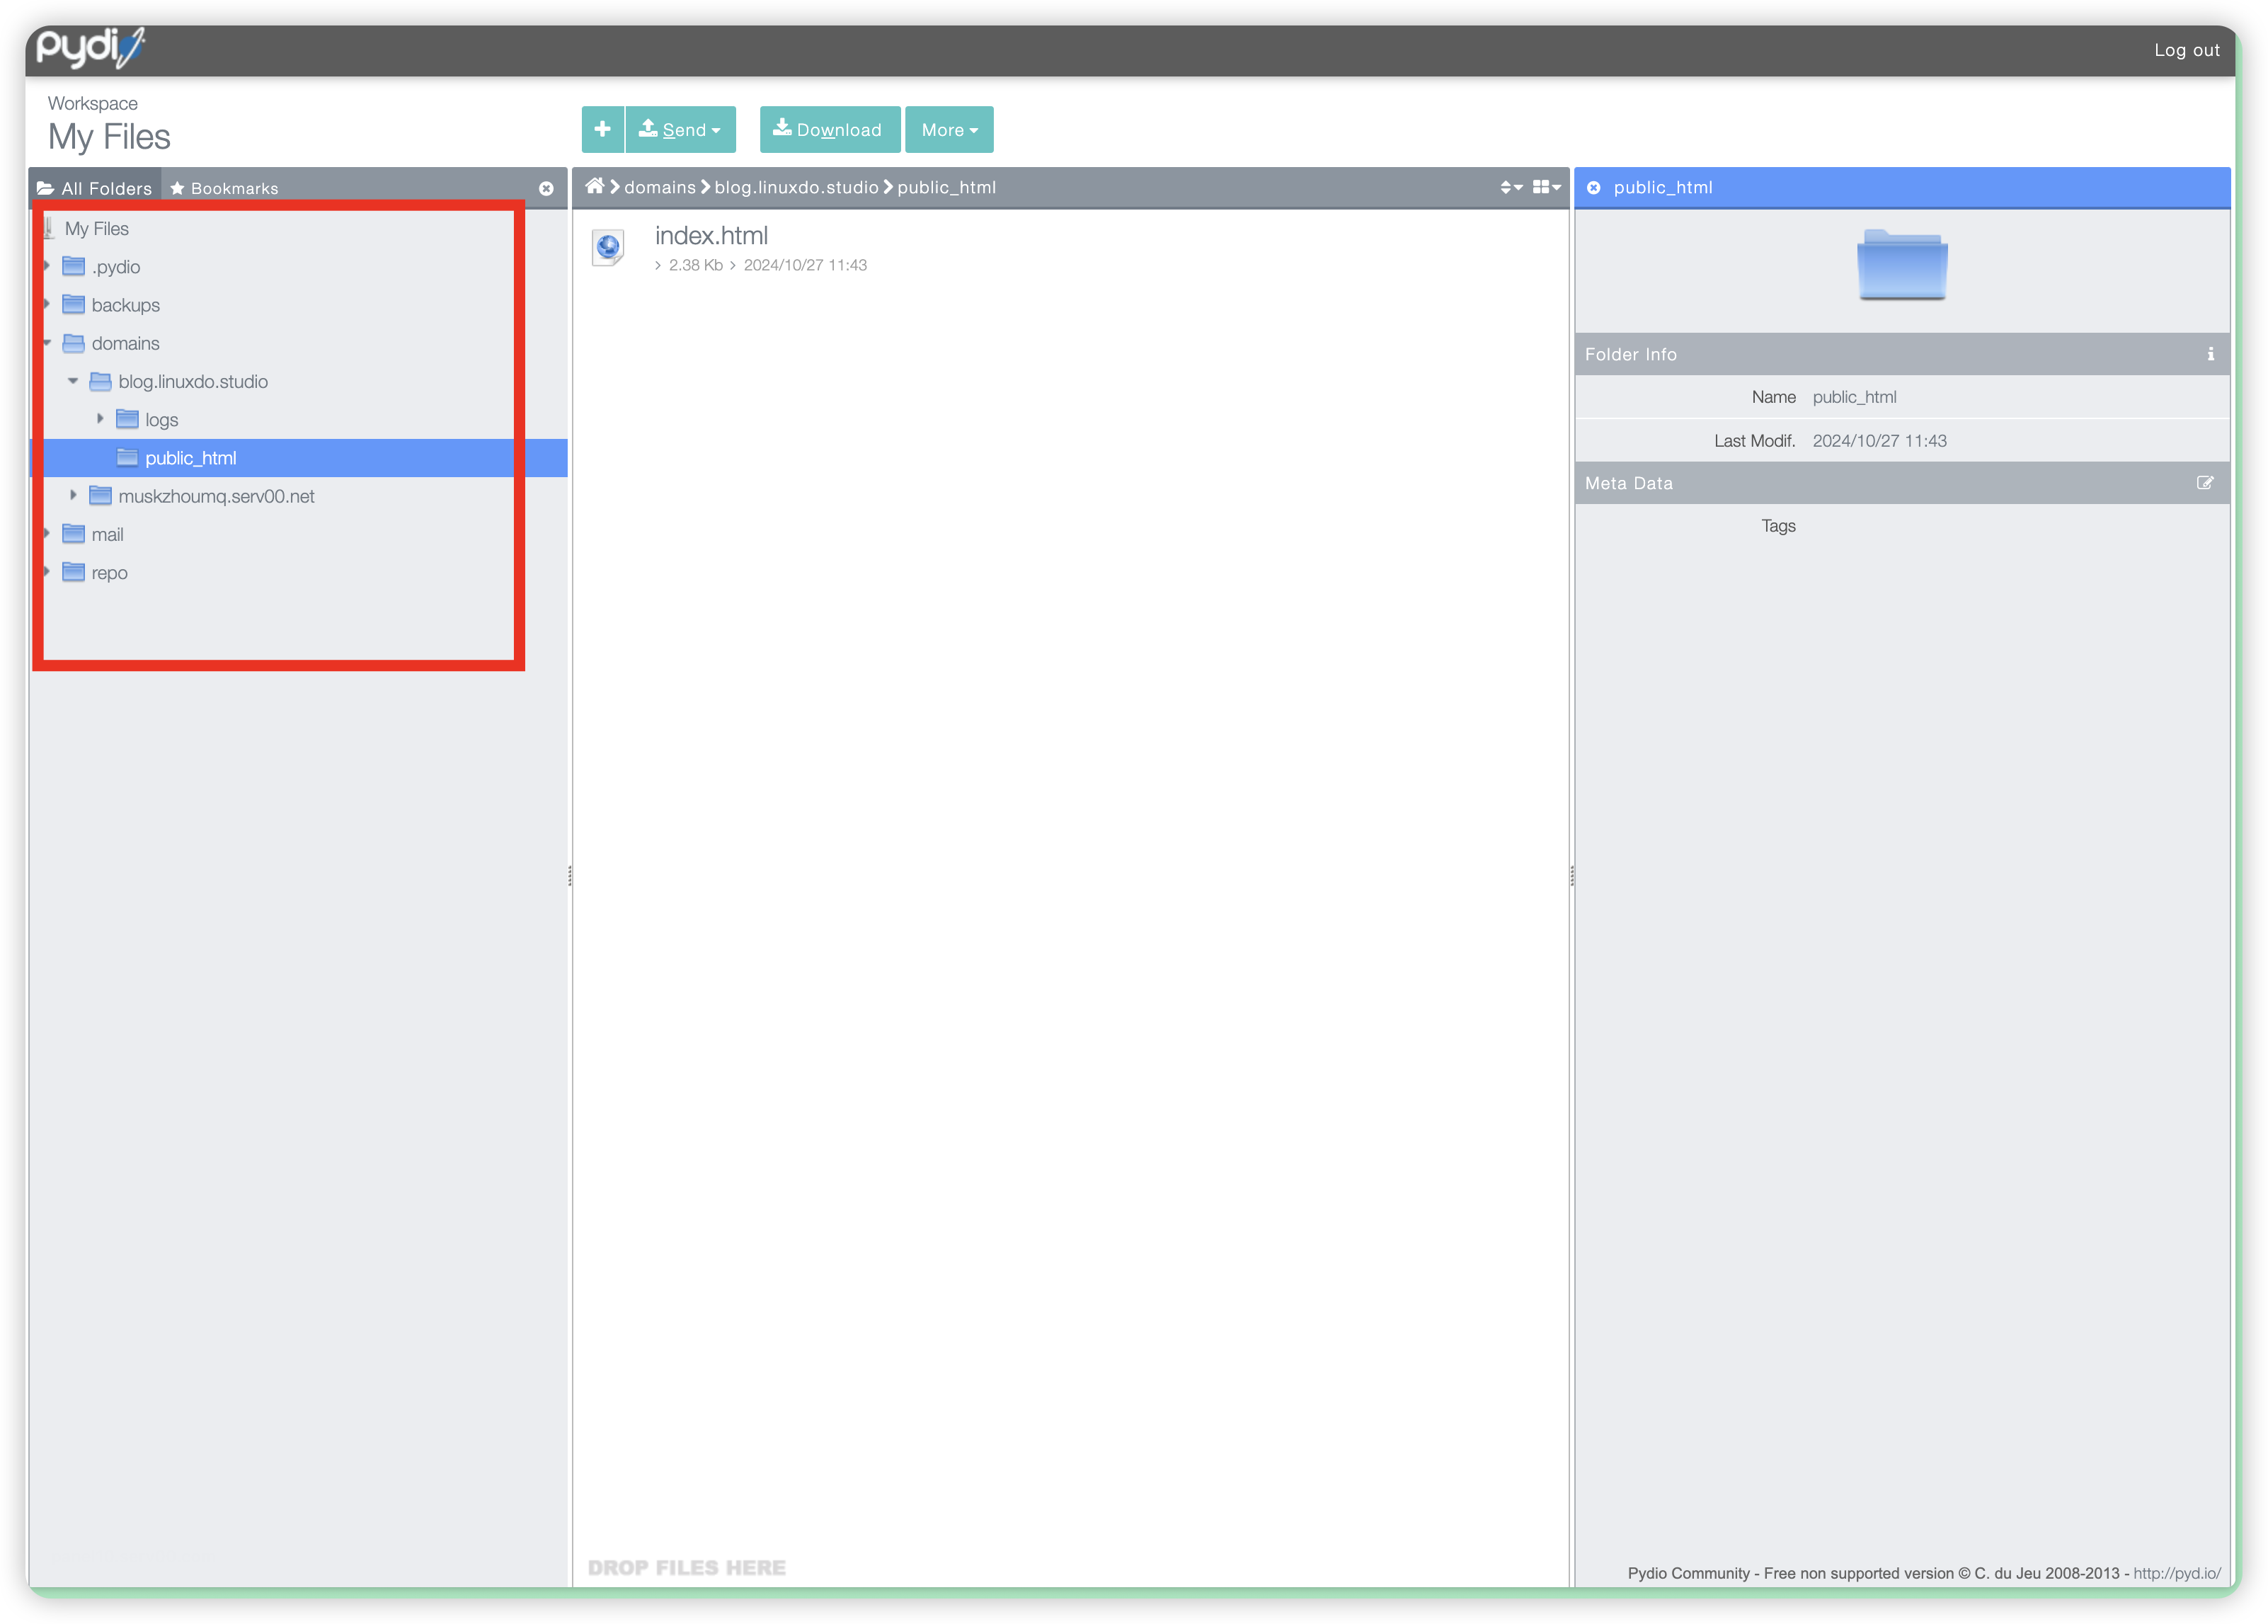 pydio
Log out
Workspace
My Files
Send
Download
More
All Folders
Bookmarks
domains
blog.linuxdo.studio
public_html
public_html
My Files
.pydio
backups
domains
blog.linuxdo.studio
logs
public_html
muskzhoumq.serv00.net
mail
repo
index.html
2.38 Kb
2024/10/27 11:43
Folder Info
Name public_html
Last Modif. 2024/10/27 11:43
Meta Data
Tags
DROP FILES HERE
Pydio Community - Free non supported version © C. du Jeu 2008-2013 - http://pyd.io/